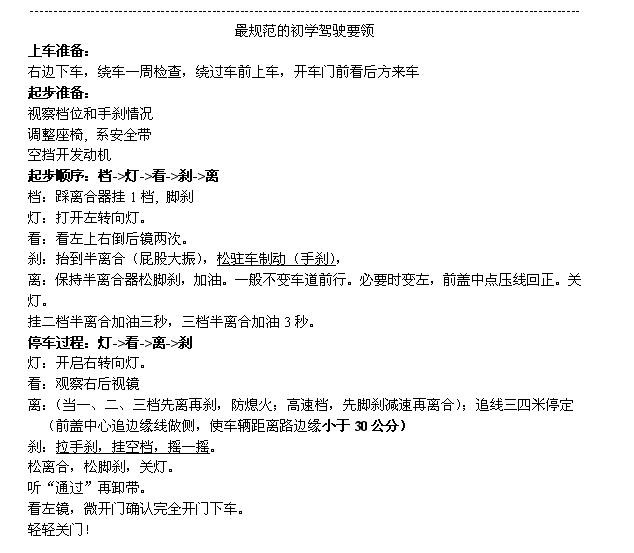 最规范的初学驾驶要领
上车准备：
右边下车，绕车一周检查，绕过车前上车，开车门前看后方来车
起步准备：
视察档位和手刹情况
调整座椅, 系安全带
空挡开发动机
起步顺序：档->灯->看->刹->离
档：踩离合器挂 1 档, 脚刹
灯：打开左转向灯。
看：看左上右倒后镜两次。
刹：抬到半离合（屁股大振），松驻车制动（手刹），
离：保持半离合器松脚刹，加油。一般不变车道前行。必要时变左，前盖中点压线回正。关
灯。
挂二档半离合加油三秒，三档半离合加油 3 秒。
停车过程：灯->看->离->刹
灯：开启右转向灯。
看：观察右后视镜
离：（当一、二、三档先离再刹，防熄火；高速档，先脚刹减速再离合）；追线三四米停定
（前盖中心追边缘线做侧，使车辆距离路边缘小于 30 公分）
刹：拉手刹，挂空档，摇一摇。
松离合，松脚刹，关灯。
听“通过”再卸带。
看左镜，微开门确认完全开门下车。
轻轻关门！